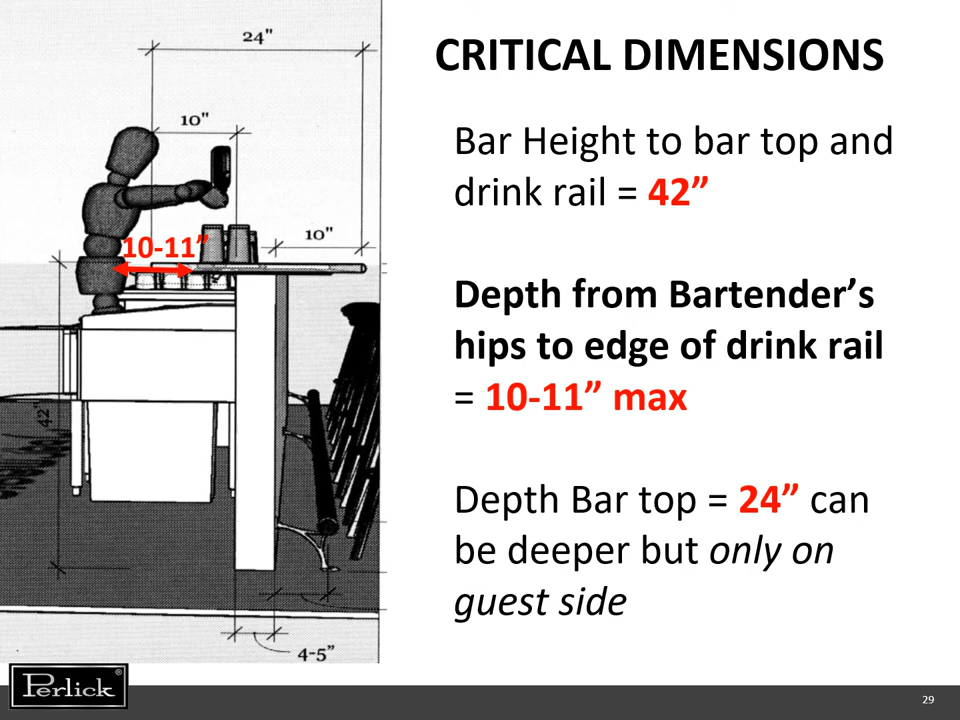 CRITICAL DIMENSIONS
Bar Height to bar top and
drink rail = 42”
Depth from Bartender’s
hips to edge of drink rail
= 10-11” max
Depth Bar top = 24” can
be deeper but only on
guest side
24"
10"
10-11”
10"
42"
4-5”
Perlick®
29